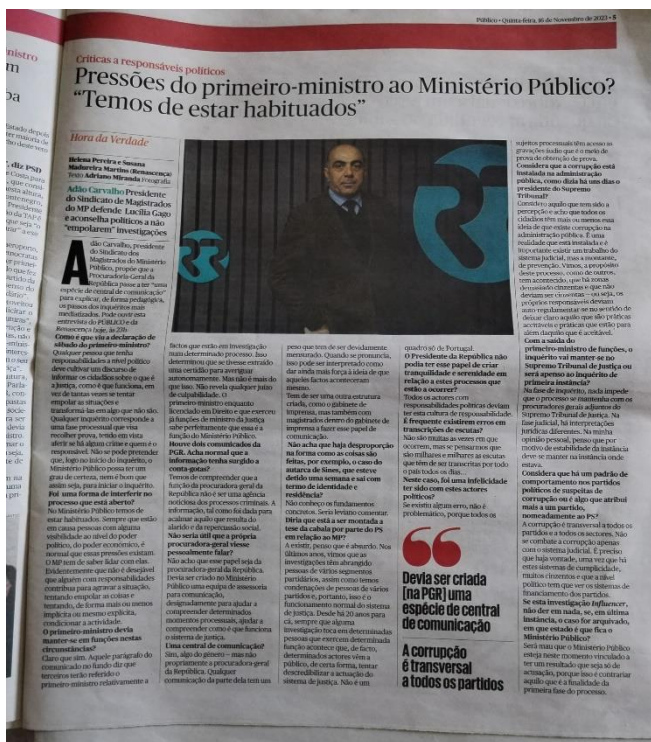 Público • Quinta-feira, 16 de Novembro de 2023 • 5
Críticas a responsáveis políticos
Pressões do primeiro-ministro ao Ministério Público?
“Temos de estar habituados”
Hora da Verdade
Helena Pereira e Susana
Madureira Martins (Renascença)
Texto Adriano Miranda Fotografia
Adão Carvalho Presidente
do Sindicato de Magistrados
do MP defende Lucília Gago
e aconselha políticos a não
“empolarem” investigações
Adão Carvalho, presidente
do Sindicato dos
Magistrados do Ministério
Público, propõe que a
Procuradoria-Geral da
República passe a ter “uma
espécie de central de comunicação”
para explicar, de forma pedagógica,
os passos dos inquéritos mais
mediatizados. Pode ouvir esta
entrevista do PÚBLICO e da
Renascença hoje, às 23h.
Como é que viu a declaração de
sábado do primeiro-ministro?
Qualquer pessoa que tenha
responsabilidades a nível político
deve cultivar um discurso de
informar os cidadãos sobre o que é
a justiça, como é que funciona, em
vez de tantas vezes se tentar
empolar as situações e
transformá-las em algo que não são.
Qualquer inquérito corresponde a
uma fase processual que visa
recolher prova, tendo em vista
aferir se há algum crime e quem é o
responsável. Não se pode pretender
que, logo no início do inquérito, o
Ministério Público possa ter um
grau de certeza, nem é bom que
assim seja, para iniciar o inquérito.
Foi uma forma de interferir no
processo que está aberto?
No Ministério Público temos de
estar habituados. Sempre que estão
em causa pessoas com alguma
visibilidade ao nível do poder
político, do poder económico, é
normal que essas pressões existam.
O MP tem de saber lidar com elas.
Evidentemente que não é desejável
que alguém com responsabilidades
contribua para agravar a situação,
tentando empolar as coisas e
tentando, de forma mais ou menos
implícita ou mesmo explícita,
condicionar a actividade.
O primeiro-ministro devia
manter-se em funções nestas
circunstâncias?
Claro que sim. Aquele parágrafo do
comunicado no fundo diz que
terceiros terão referido o
primeiro-ministro relativamente a
factos que estão em investigação
num determinado processo. Isso
determinou que se tivesse extraído
uma certidão para averiguar
autonomamente. Mas não é mais do
que isso. Não revela qualquer juízo
de culpabilidade. O
primeiro-ministro enquanto
licenciado em Direito e que exerceu
as funções de ministro da Justiça
sabe perfeitamente que essa é a
função do Ministério Público.
Houve dois comunicados da
PGR. Acha normal que a
informação tenha surgido a
conta-gotas?
Temos de compreender que a
função da procuradora-geral da
República não é ser uma agência
noticiosa dos processos criminais. A
informação, tal como foi dada para
acalmar aquilo que resulta do
alarido e da repercussão social.
Não seria útil que a própria
procuradora-geral viesse
pessoalmente falar?
Não acho que esse papel seja da
procuradora-geral da República.
Devia ser criado no Ministério
Público uma equipa de assessoria
para comunicação,
designadamente para ajudar a
compreender determinados
momentos processuais, ajudar a
compreender como é que funciona
o sistema de justiça.
Uma central de comunicação?
Sim, algo do género — mas não
propriamente a procuradora-geral
da República. Qualquer
comunicação da parte dela tem um
peso que tem de ser devidamente
mensurado. Quando se pronuncia,
isso pode ser interpretado como
dar ainda mais força à ideia de que
aqueles factos aconteceram
mesmo.
Tem de ser uma outra estrutura
criada, como o gabinete de
imprensa, mas também com
magistrados dentro do gabinete de
imprensa a fazer esse papel de
comunicação.
Não acha que haja desproporção
na forma como as coisas são
feitas, por exemplo, o caso do
autarca de Sines, que esteve
detido uma semana e sai com
termo de identidade e
residência?
Não conheço os fundamentos
concretos. Seria leviano comentar.
Diria que está a ser montada a
tese da cabala por parte do PS
em relação ao MP?
A existir, penso que é absurdo. Nos
últimos anos, vimos que as
investigações têm abrangido
pessoas de vários segmentos
partidários, assim como temos
condenações de pessoas de vários
partidos e, portanto, isso é o
funcionamento normal do sistema
de justiça. Desde há 20 anos para
cá, sempre que alguma
investigação toca em determinadas
pessoas que exercem determinada
função acontece que, de facto,
determinados actores vêm a
público, de certa forma, tentar
descredibilizar a actuação do
sistema de justiça. Não é um
quadro só de Portugal.
O Presidente da República não
podia ter esse papel de criar
tranquilidade e serenidade em
relação a estes processos que
estão a ocorrer?
Todos os actores com
responsabilidades políticas deviam
ter esta cultura de responsabilidade.
É frequente existirem erros em
transcrições de escutas?
Não são muitas as vezes em que
ocorrem, mas se pensarmos que
são milhares e milhares as escutas
que têm de ser transcritas por todo
o país todos os dias...
Neste caso, foi uma infelicidade
ter sido com estes actores
políticos?
Se existiu algum erro, não é
problemático, porque todos os
Devia ser criada
[na PGR] uma
espécie de central
de comunicação
A corrupção
é transversal
a todos os partidos
sujeitos processuais têm acesso às
gravações áudio que é o meio de
prova de obtenção de prova.
Considera que a corrupção está
instalada na administração
pública, como dizia há uns dias o
presidente do Supremo
Tribunal?
Considero aquilo que tem sido a
percepção e acho que todos os
cidadãos têm mais ou menos essa
ideia de que existe corrupção na
administração pública. É uma
realidade que está instalada e é
importante existir um trabalho do
sistema judicial, mas a montante,
de prevenção. Vimos, a propósito
deste processo, como de outros,
tem acontecido, que há zonas
demasiado cinzentas e que não
deviam ser cinzentas — ou seja, os
próprios responsáveis deviam
auto-regulamentar-se no sentido de
deixar claro aquilo que são práticas
aceitáveis e práticas que estão para
além daquilo que é aceitável.
Com a saída do
primeiro-ministro de funções, o
inquérito vai manter-se no
Supremo Tribunal de Justiça ou
será apenso ao inquérito de
primeira instância?
Na fase de inquérito, nada impede
que o processo se mantenha com os
procuradores-gerais adjuntos do
Supremo Tribunal de Justiça. Na
fase judicial, há interpretações
jurídicas diferentes. Na minha
opinião pessoal, penso que por
motivo de estabilidade da instância
deve-se manter na instância onde
estava.
Considera que há um padrão de
comportamento nos partidos
políticos de suspeitas de
corrupção ou é algo que atribui
mais a um partido,
nomeadamente ao PS?
A corrupção é transversal a todos os
partidos e a todos os actores. Não
se combate a corrupção apenas
com o sistema judicial. É preciso
que haja vontade, uma vez que há
estes sistemas de cumplicidade,
muitos cinzentos e que a nível
político tem que ver os sistemas de
financiamento dos partidos.
Se esta investigação Influencer,
não der em nada, se, em última
instância, o caso for arquivado,
em que estado é que fica o
Ministério Público?
Será mau que o Ministério Público
esteja neste momento vinculado a
ter um resultado que seja só de
acusação, porque isso é contrariar
aquilo que é a finalidade da
primeira fase do processo.